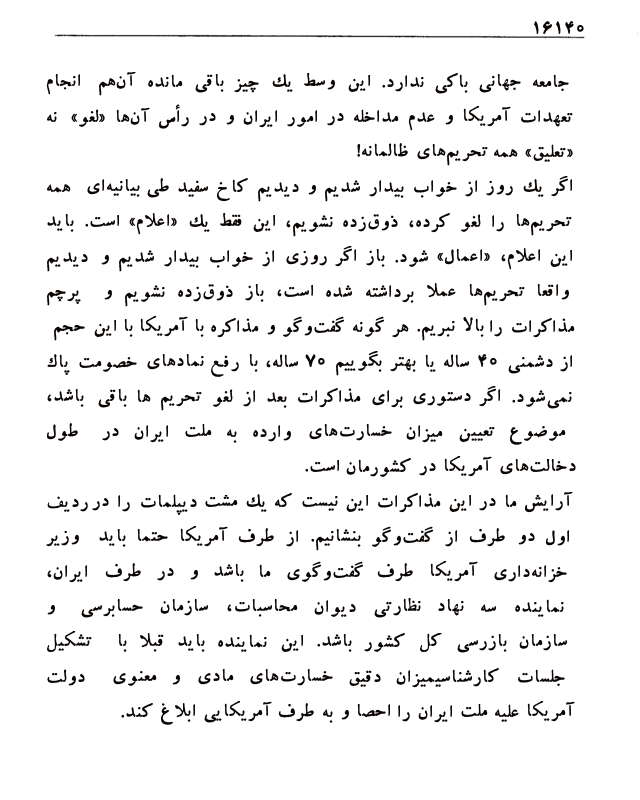 ۱۶۱۴۰
جامعه جهانی باکی ندارد. این وسط یك چیز باقی مانده آن‌هم انجام
تعهدات آمریکا و عدم مداخله در امور ایران و در رأس آن‌ها «لغو» نه
«تعلیق» همه تحریم‌های ظالمانه!
اگر یك روز از خواب بیدار شدیم و دیدیم کاخ سفید طی بیانیه‌ای همه
تحریم‌ها را لغو کرده، ذوق‌زده نشویم، این فقط یك «اعلام» است. باید
این اعلام، «اعمال» شود. باز اگر روزی از خواب بیدار شدیم و دیدیم
واقعا تحریم‌ها عملا برداشته شده است، باز ذوق‌زده نشویم و پرچم
مذاکرات را بالا نبریم. هر گونه گفت‌وگو و مذاکره با آمریکا با این حجم
از دشمنی ۴۰ ساله یا بهتر بگوییم ۷۰ ساله، با رفع نمادهای خصومت پاك
نمی‌شود. اگر دستوری برای مذاکرات بعد از لغو تحریم ها باقی باشد،
موضوع تعیین میزان خسارت‌های وارده به ملت ایران در طول
دخالت‌های آمریکا در کشورمان است.
آرایش ما در این مذاکرات این نیست که یك مشت دیپلمات را در ردیف
اول دو طرف از گفت‌وگو بنشانیم. از طرف آمریکا حتما باید وزیر
خزانه‌داری آمریکا طرف گفت‌وگوی ما باشد و در طرف ایران،
نماینده سه نهاد نظارتی دیوان محاسبات، سازمان حسابرسی و
سازمان بازرسی کل کشور باشد. این نماینده باید قبلا با تشکیل
جلسات کارشناسیمیزان دقیق خسارت‌های مادی و معنوی دولت
آمریکا علیه ملت ایران را احصا و به طرف آمریکایی ابلاغ کند.